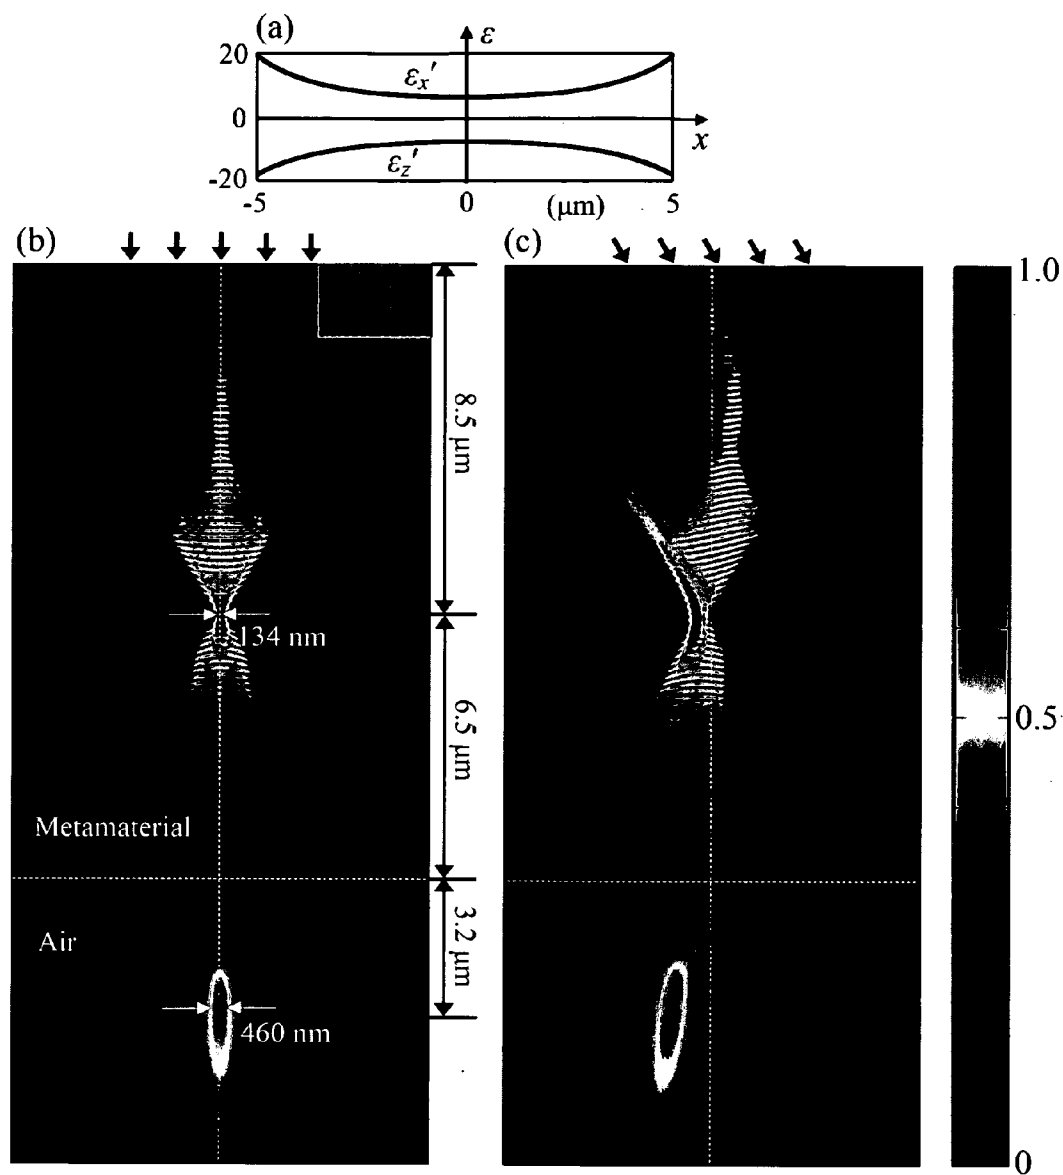 (a)
ε
20
εx'
0
x
εz'
-20
-5
0
(μm)
5
(b)
(c)
1.0
8.5 μm
134 nm
6.5 μm
0.5
Metamaterial
3.2 μm
Air
460 nm
0